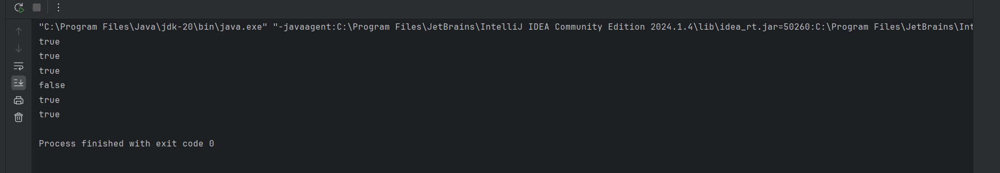 "C:\Program Files\Java\jdk-20\bin\java.exe" "-javaagent:C:\Program Files\JetBrains\IntelliJ IDEA Community Edition 2024.1.4\lib\idea_rt.jar=50260:C:\Program Files\JetBrains\Int
true
true
true
false
true
true
Process finished with exit code 0